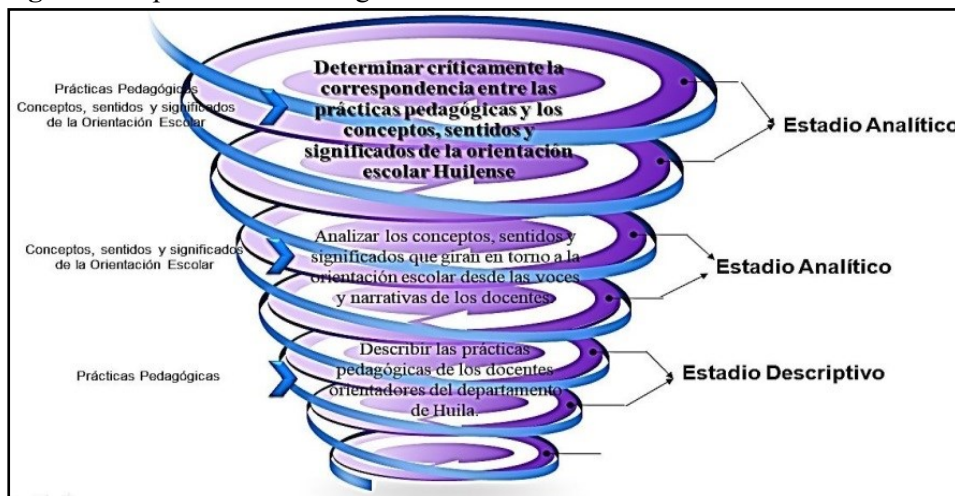 Prácticas Pedagógicas
Conceptos, sentidos y significados
de la Orientación Escolar
Determinar críticamente la
correspondencia entre las
prácticas pedagógicas y los
conceptos, sentidos y
significados de la orientación
escolar Huilense
Estadio Analítico
Conceptos, sentidos y significados
de la Orientación Escolar
Analizar los conceptos, sentidos y
significados que giran en torno a la
orientación escolar desde las voces
y narrativas de los docentes.
Estadio Analítico
Prácticas Pedagógicas
Describir las prácticas
pedagógicas de los docentes
orientadores del departamento
de Huila.
Estadio Descriptivo